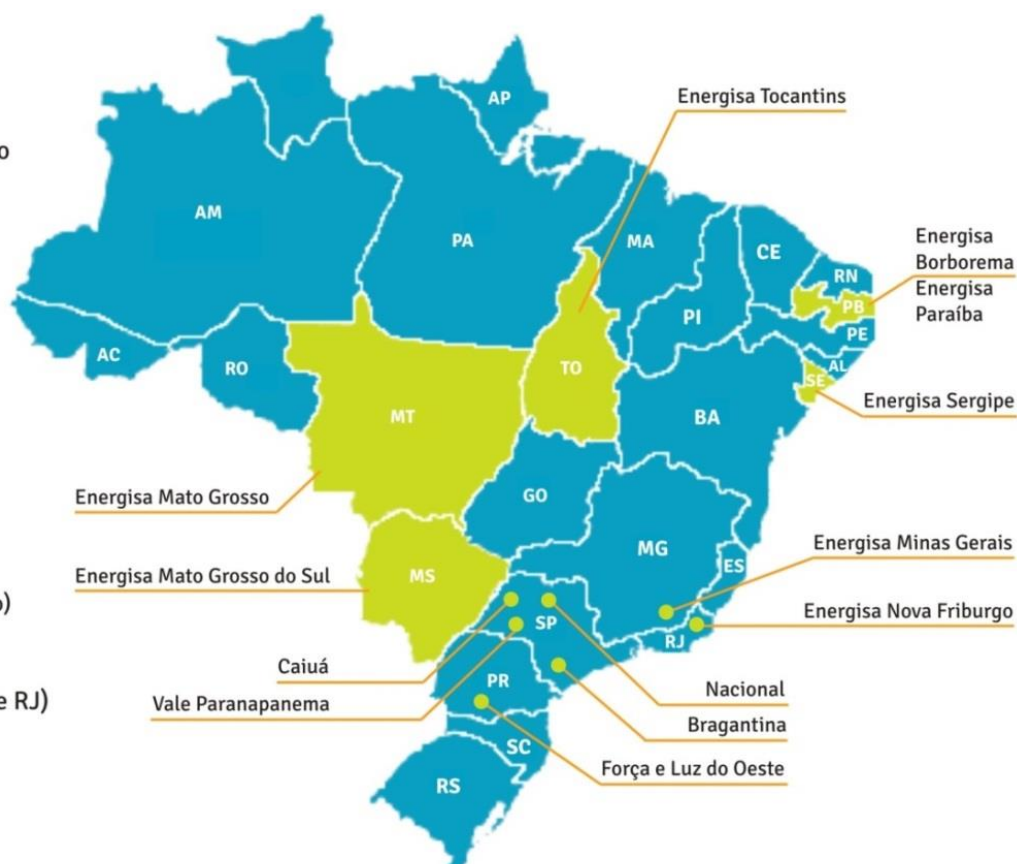 o
)
e RJ)
AP
Energisa Tocantins
AM
PA
MA
CE
Energisa
Borborema
Energisa
Paraíba
RN
PB
PI
PE
AC
RO
TO
AL
SE
MT
BA
Energisa Sergipe
Energisa Mato Grosso
GO
MG
Energisa Minas Gerais
Energisa Mato Grosso do Sul
MS
ES
Energisa Nova Friburgo
SP
RJ
Caiuá
PR
Nacional
Vale Paranapanema
Bragantina
SC
Força e Luz do Oeste
RS